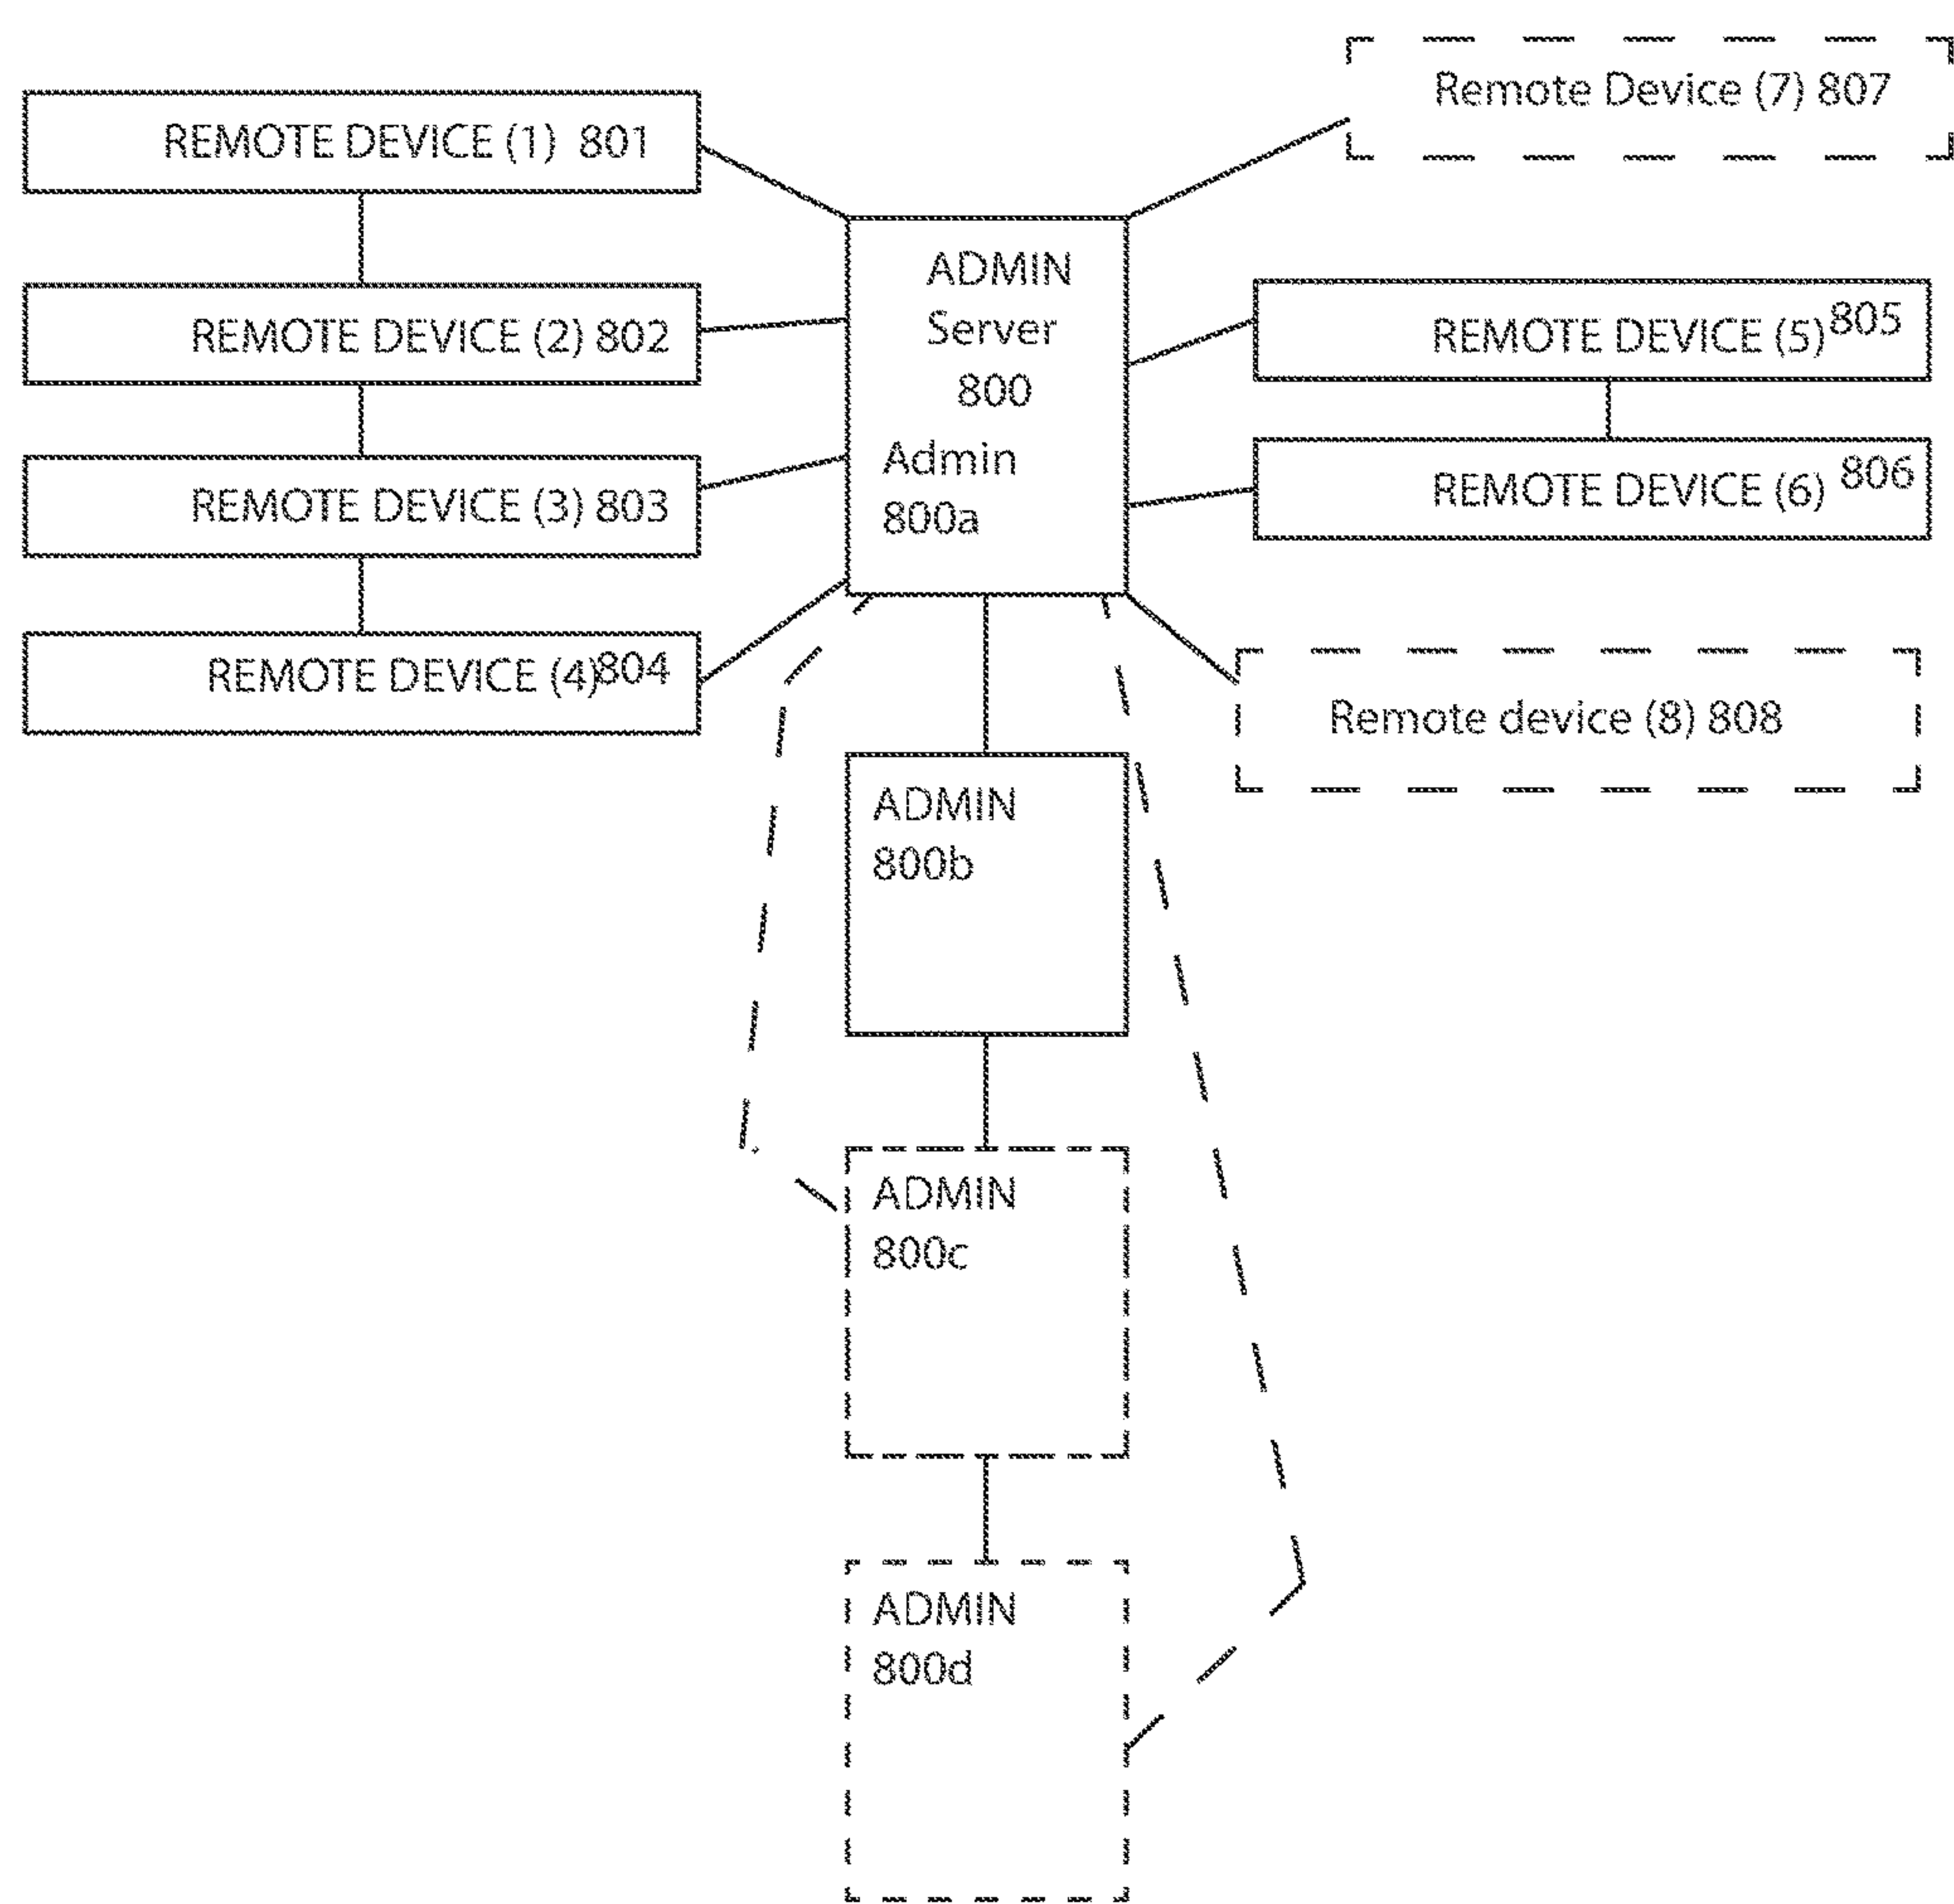 REMOTE DEVICE (1) 801
REMOTE DEVICE (2) 802
REMOTE DEVICE (3) 803
REMOTE DEVICE (4) 804
ADMIN
Server
800
Admin
800a
Remote Device (7) 807
REMOTE DEVICE (5) 805
REMOTE DEVICE (6) 806
Remote device (8) 808
ADMIN
800b
ADMIN
800c
ADMIN
800d